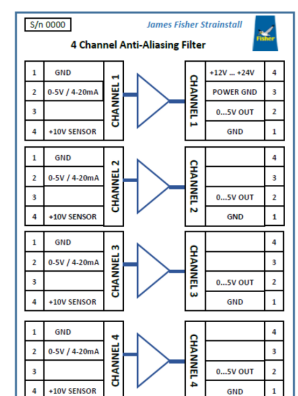 S/n 0000
James Fisher Strainstall
Fisher
4 Channel Anti-Aliasing Filter
1 GND
2 0-5V / 4-20mA
3
4 +10V SENSOR
CHANNEL 1
CHANNEL 1
+12V ... +24V 4
POWER GND 3
0...5V OUT 2
GND 1
1 GND
2 0-5V / 4-20mA
3
4 +10V SENSOR
CHANNEL 2
CHANNEL 2
4
3
0...5V OUT 2
GND 1
1 GND
2 0-5V / 4-20mA
3
4 +10V SENSOR
CHANNEL 3
CHANNEL 3
4
3
0...5V OUT 2
GND 1
1 GND
2 0-5V / 4-20mA
3
4 +10V SENSOR
CHANNEL 4
CHANNEL 4
4
3
0...5V OUT 2
GND 1